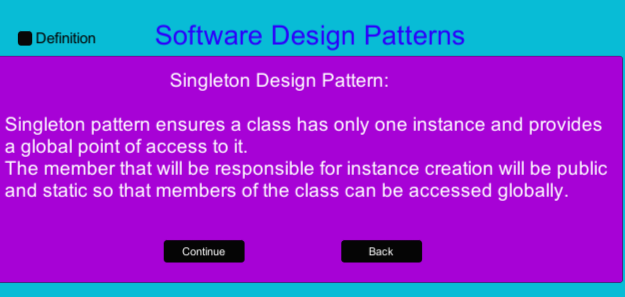 Definition
Software Design Patterns
Singleton Design Pattern:
Singleton pattern ensures a class has only one instance and provides
a global point of access to it.
The member that will be responsible for instance creation will be public
and static so that members of the class can be accessed globally.
Continue
Back